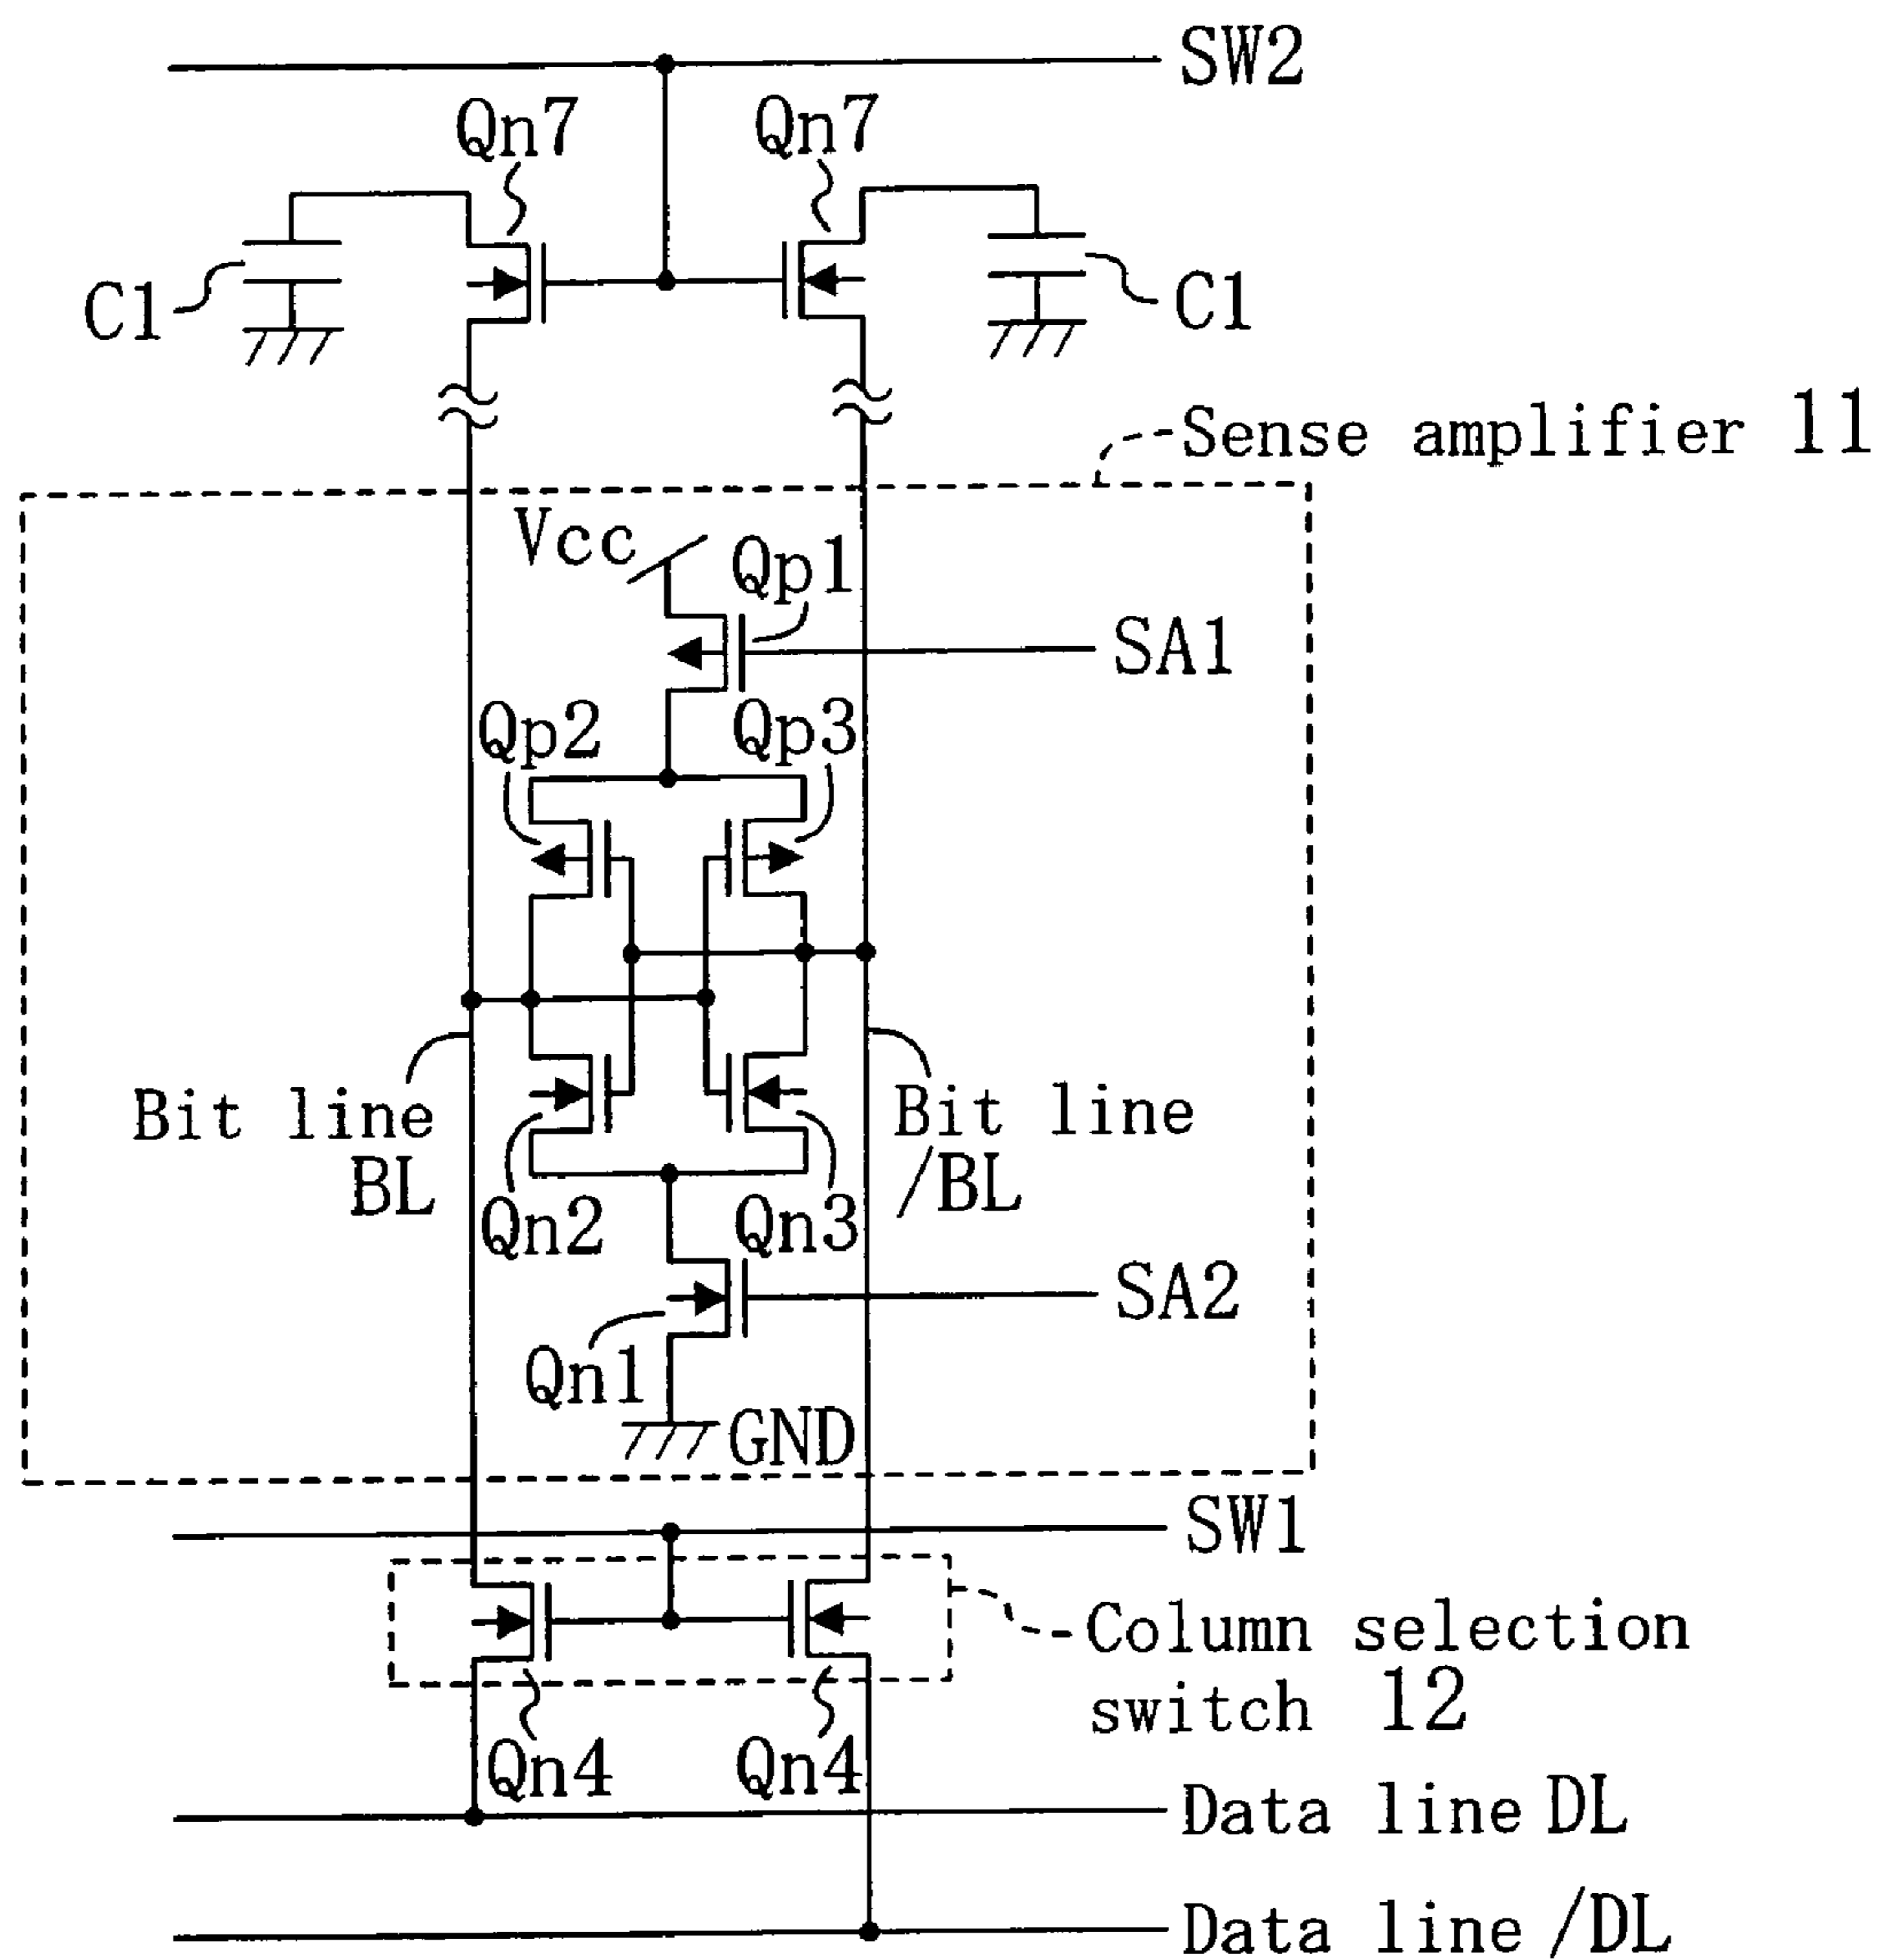 SW2
Qn7
Qn7
C1
C1
Sense amplifier 11
Vcc
Qp1
SA1
Qp2
Qp3
Bit line
BL
Bit line
/BL
Qn2
Qn3
SA2
Qn1
GND
SW1
Column selection
switch 12
Qn4
Qn4
Data line DL
Data line /DL